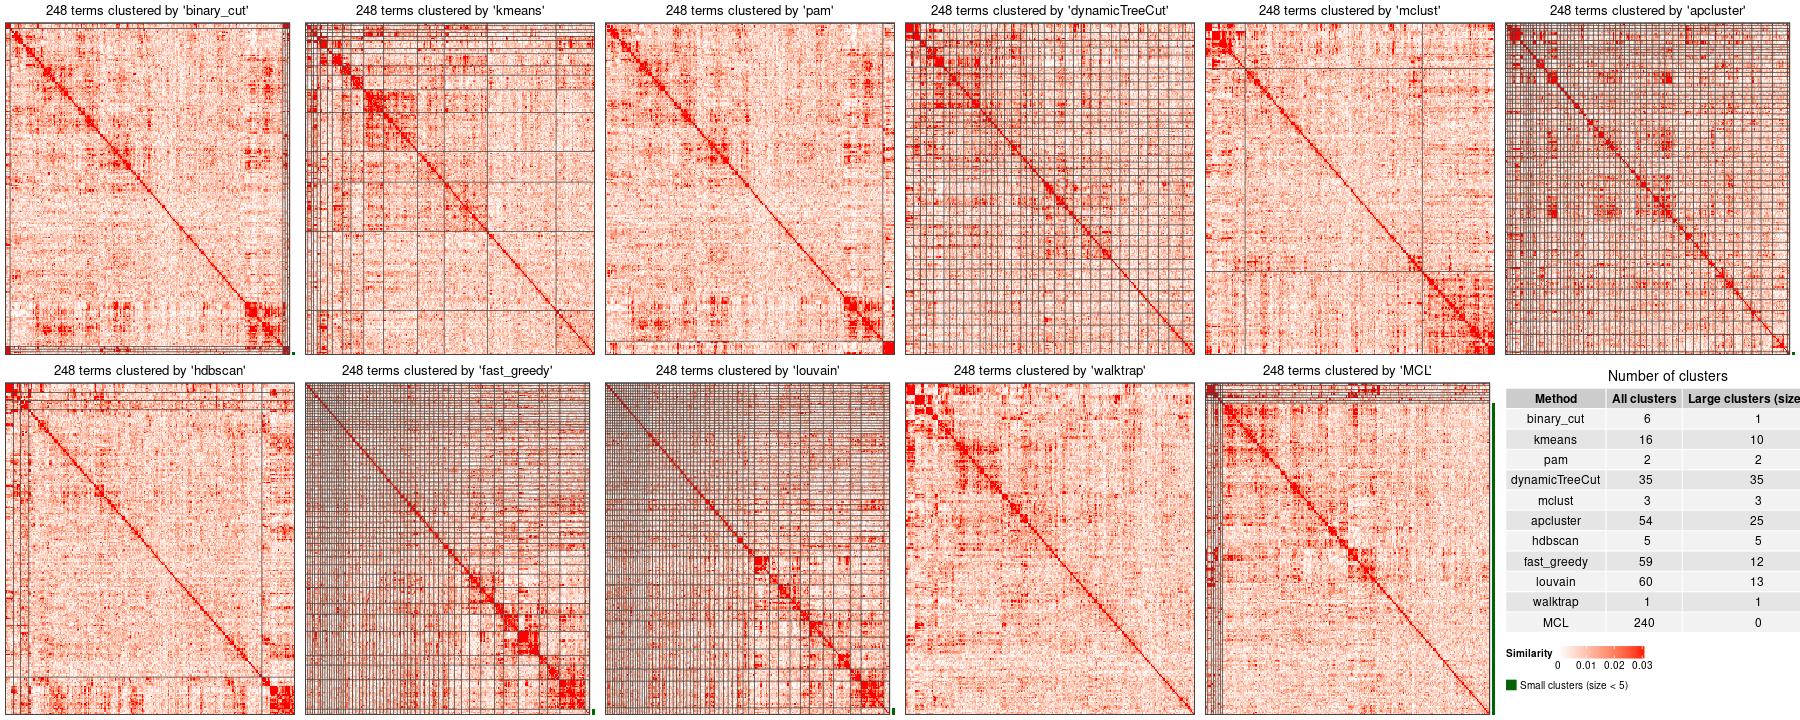 248 terms clustered by 'binary_cut'
248 terms clustered by 'kmeans'
248 terms clustered by 'pam'
248 terms clustered by 'dynamicTreeCut'
248 terms clustered by 'mclust'
248 terms clustered by 'apcluster'
248 terms clustered by 'hdbscan'
248 terms clustered by 'fast_greedy'
248 terms clustered by 'louvain'
248 terms clustered by 'walktrap'
248 terms clustered by 'MCL'
Number of clusters
Method All clusters Large clusters (size
binary_cut 6 1
kmeans 16 10
pam 2 2
dynamicTreeCut 35 35
mclust 3 3
apcluster 54 25
hdbscan 5 5
fast_greedy 59 12
louvain 60 13
walktrap 1 1
MCL 240 0
Similarity
0 0.01 0.02 0.03
Small clusters (size < 5)